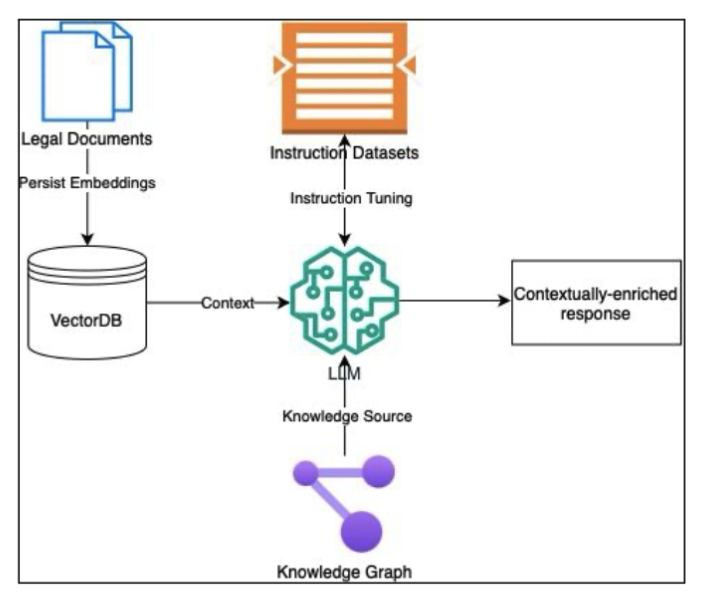 Legal Documents
Instruction Datasets
Persist Embeddings
Instruction Tuning
VectorDB
Context
Contextually-enriched
response
LLM
Knowledge Source
Knowledge Graph